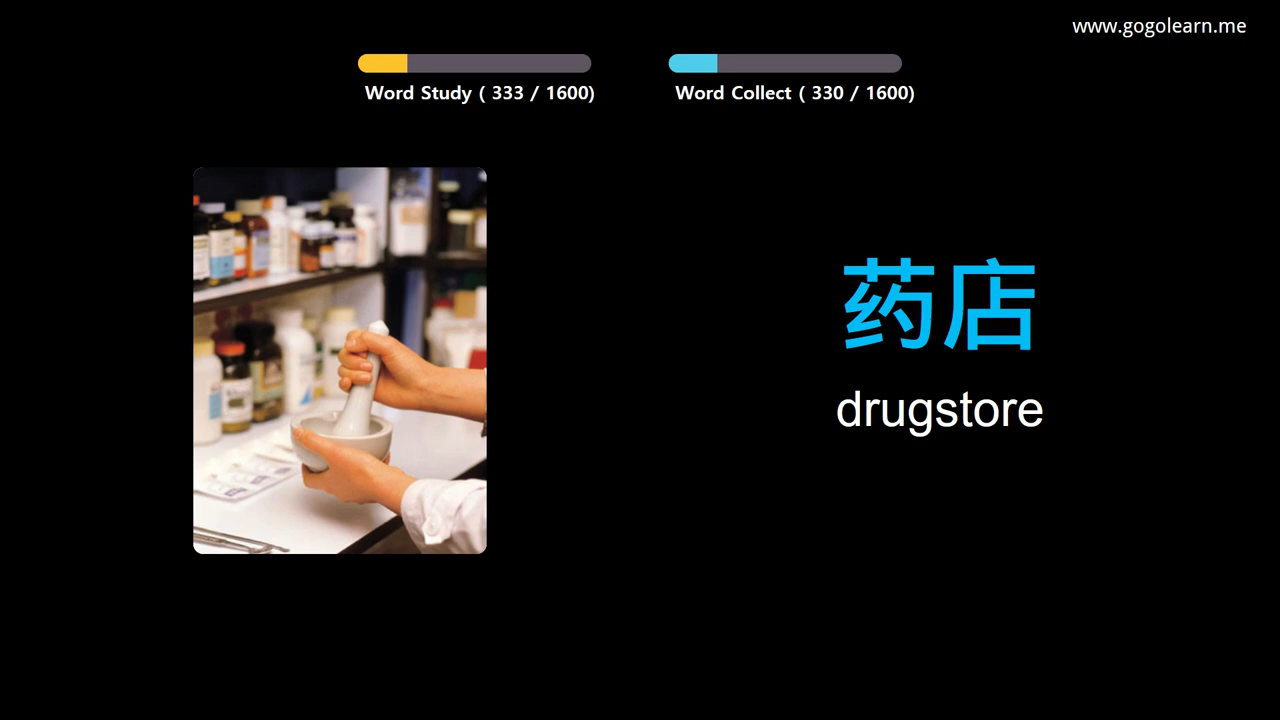 www.gogolearn.me
Word Study ( 333 / 1600)
Word Collect ( 330 / 1600)
药店
drugstore